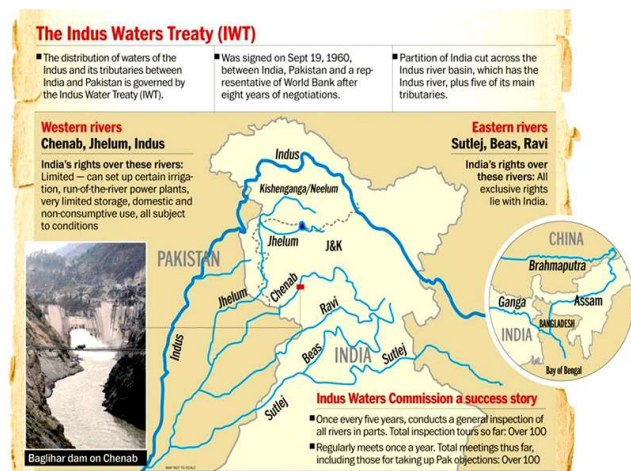 The Indus Waters Treaty (IWT)
■ The distribution of waters of the
Indus and its tributaries between
India and Pakistan is governed by
the Indus Water Treaty (IWT).
■ Was signed on Sept 19, 1960,
between India, Pakistan and a rep-
resentative of World Bank after
eight years of negotiations.
■ Partition of India cut across the
Indus river basin, which has the
Indus river, plus five of its main
tributaries.
Western rivers
Chenab, Jhelum, Indus
India's rights over these rivers:
Limited — can set up certain irriga-
tion, run-of-the-river power plants,
very limited storage, domestic and
non-consumptive use, all subject
to conditions
Eastern rivers
Sutlej, Beas, Ravi
India's rights over
these rivers: All
exclusive rights
lie with India.
Indus
Kishenganga/Neelum
Jhelum
J&K
PAKISTAN
Jhelum
Chenab
Ravi
Indus
Beas
INDIA
Sutlej
Sutlej
CHINA
Brahmaputra
Ganga
Assam
INDIA
BANGLADESH
Bay of Bengal
Baglihar dam on Chenab
MAP NOT TO SCALE
Indus Waters Commission a success story
■ Once every five years, conducts a general inspection
of all rivers in parts. Total inspection tours so far: Over 100
■ Regularly meets once a year. Total meetings thus far,
including those for taking up Pak objections: Over 100